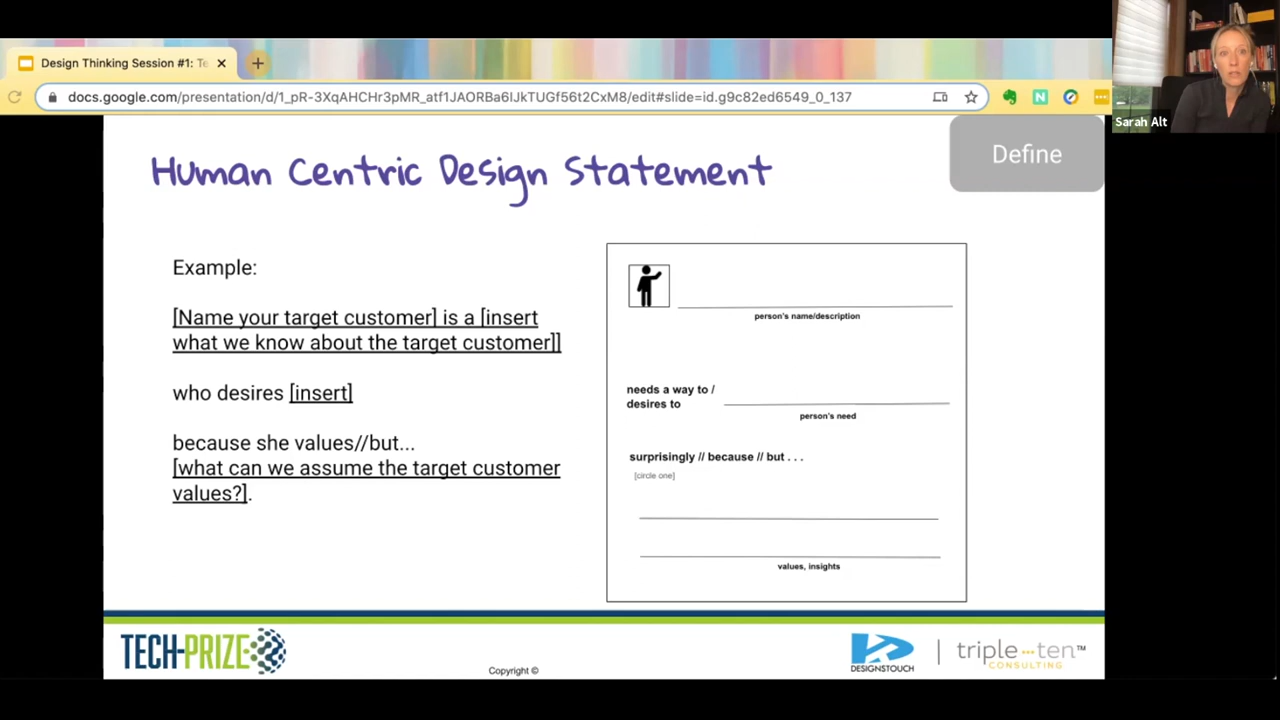 Design Thinking Session #1: Te
docs.google.com/presentation/d/1_pR-3XqAHCHr3pMR_atf1JAORBa6lJkTUGf56t2CxM8/edit#slide=id.g9c82ed6549_0_137
Sarah Alt
Define
Human Centric Design Statement
Example:
[Name your target customer] is a [insert
what we know about the target customer]]
who desires [insert]
because she values//but...
[what can we assume the target customer
values?].
person's name/description
needs a way to /
desires to
person's need
surprisingly // because // but . . .
[circle one]
values, insights
TECH-PRIZE
Copyright ©
DESIGNSTOUCH
triple···ten™
CONSULTING